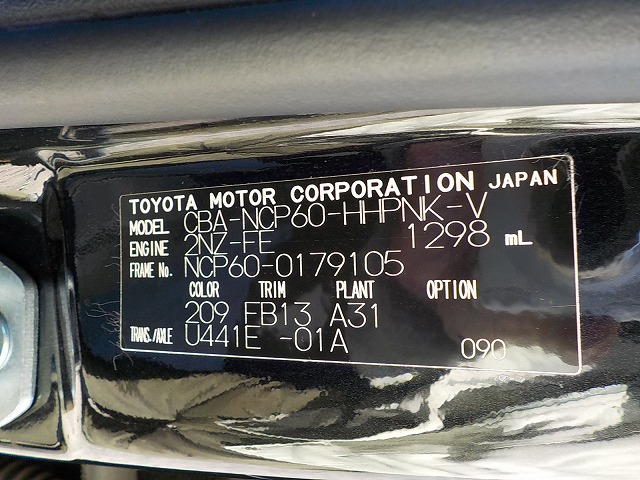 TOYOTA MOTOR CORPORATION JAPAN
MODEL CBA-NCP60-HHPNK-V
ENGINE 2NZ-FE 1298 mL
FRAME No. NCP60-0179105
COLOR TRIM PLANT OPTION
209 FB13 A31
TRANS./AXLE U441E -01A 090